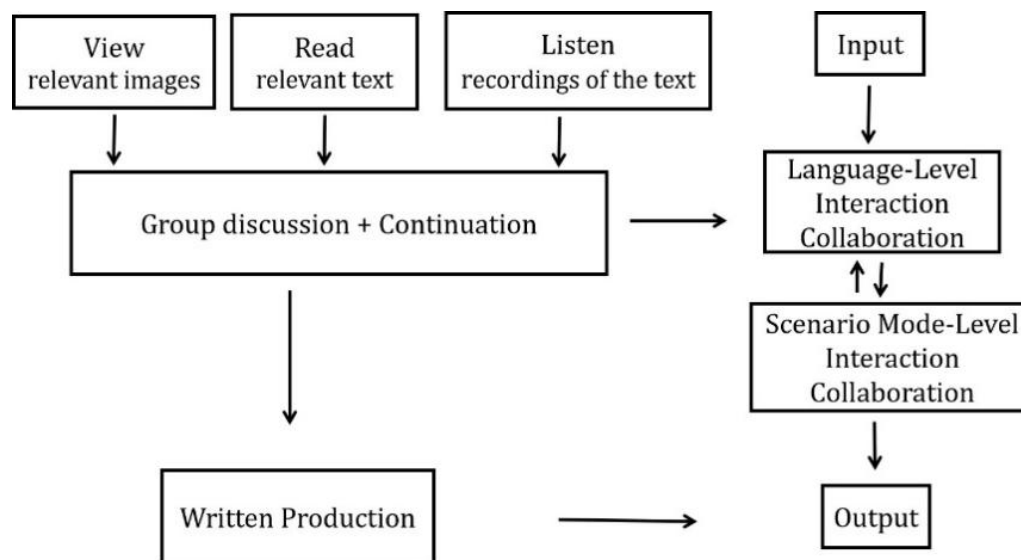 View
relevant images
Read
relevant text
Listen
recordings of the text
Input
Group discussion + Continuation
Language-Level
Interaction
Collaboration
Scenario Mode-Level
Interaction
Collaboration
Written Production
Output